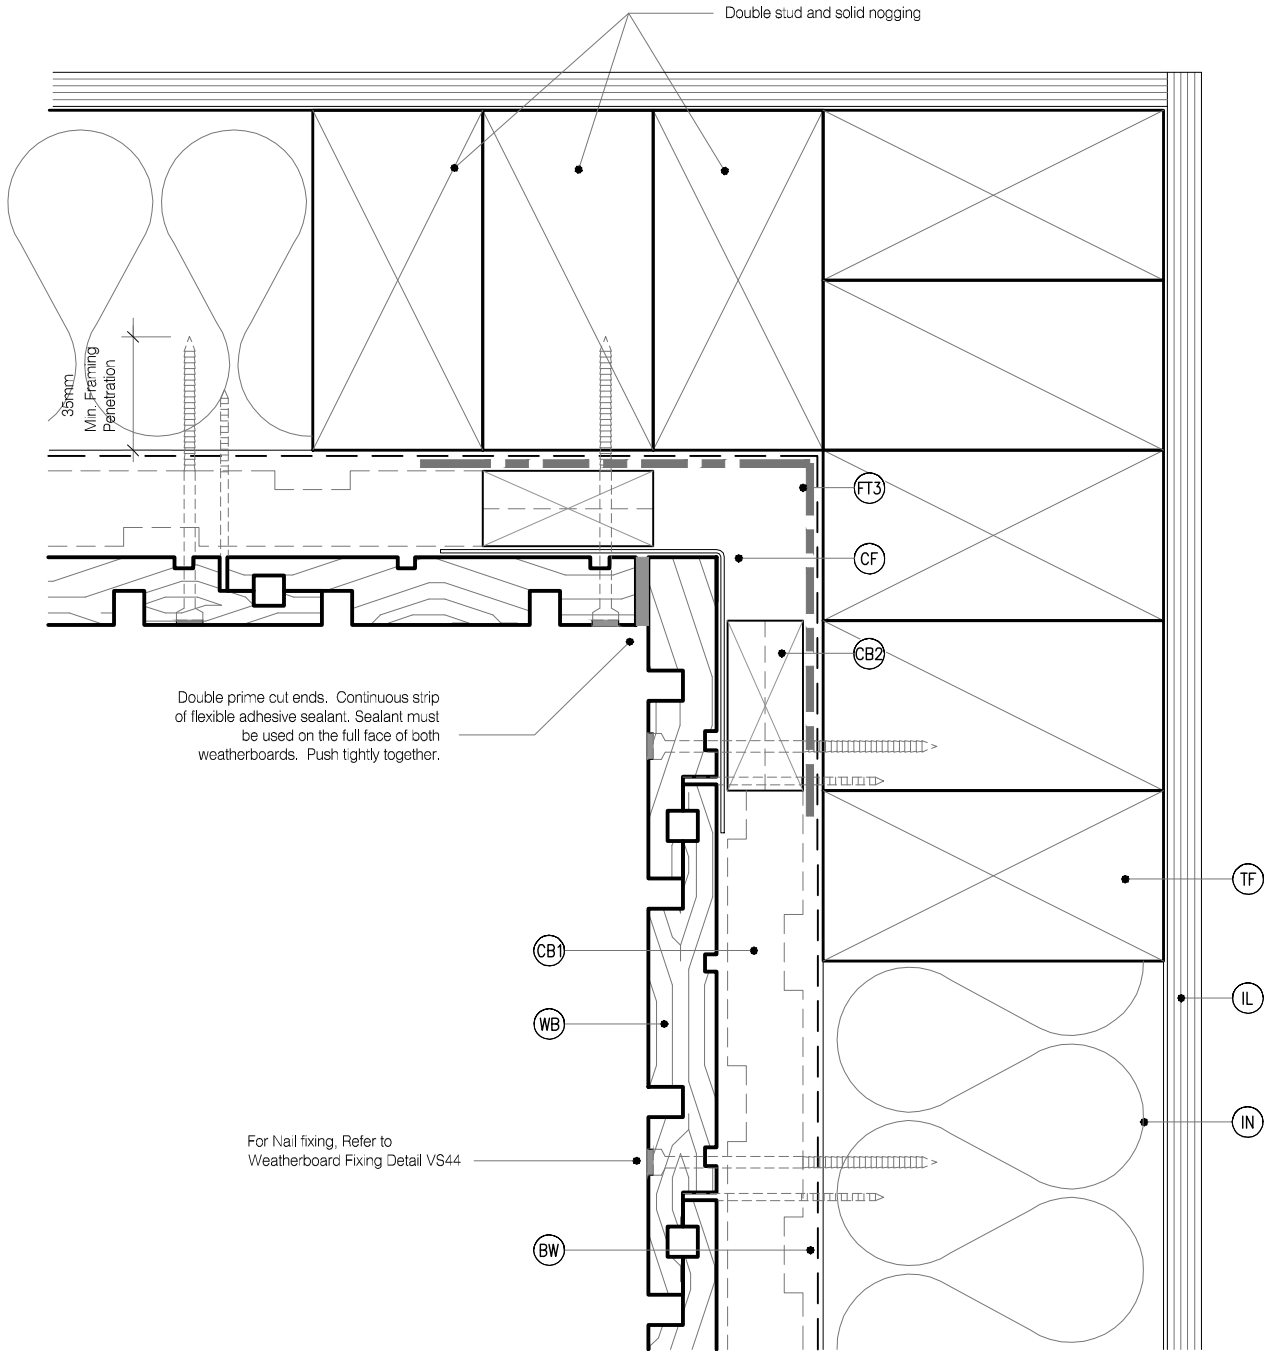 Double stud and solid nogging
35mm
Min. Framing
Penetration
FT3
CF
CB2
Double prime cut ends. Continuous strip
of flexible adhesive sealant. Sealant must
be used on the full face of both
weatherboards. Push tightly together.
TF
CB1
IL
WB
IN
For Nail fixing, Refer to
Weatherboard Fixing Detail VS44
BW